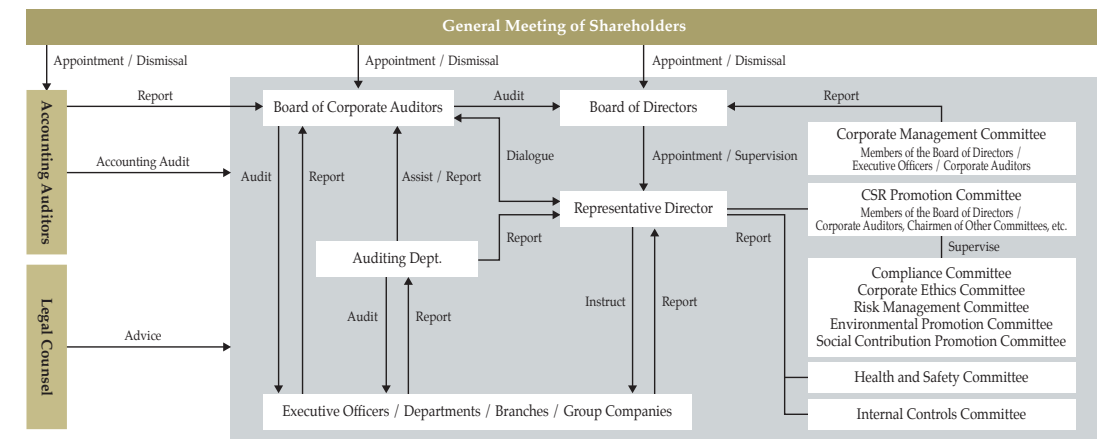 General Meeting of Shareholders
Appointment / Dismissal
Appointment / Dismissal
Appointment / Dismissal
Accounting Auditors
Report
Board of Corporate Auditors
Audit
Board of Directors
Report
Corporate Management Committee
Members of the Board of Directors /
Executive Officers / Corporate Auditors
Accounting Audit
Audit
Report
Assist / Report
Dialogue
Appointment / Supervision
CSR Promotion Committee
Members of the Board of Directors /
Corporate Auditors, Chairmen of Other Committees, etc.
Representative Director
Report
Report
Supervise
Auditing Dept.
Compliance Committee
Corporate Ethics Committee
Risk Management Committee
Environmental Promotion Committee
Social Contribution Promotion Committee
Legal Counsel
Advice
Audit
Report
Instruct
Report
Health and Safety Committee
Executive Officers / Departments / Branches / Group Companies
Internal Controls Committee